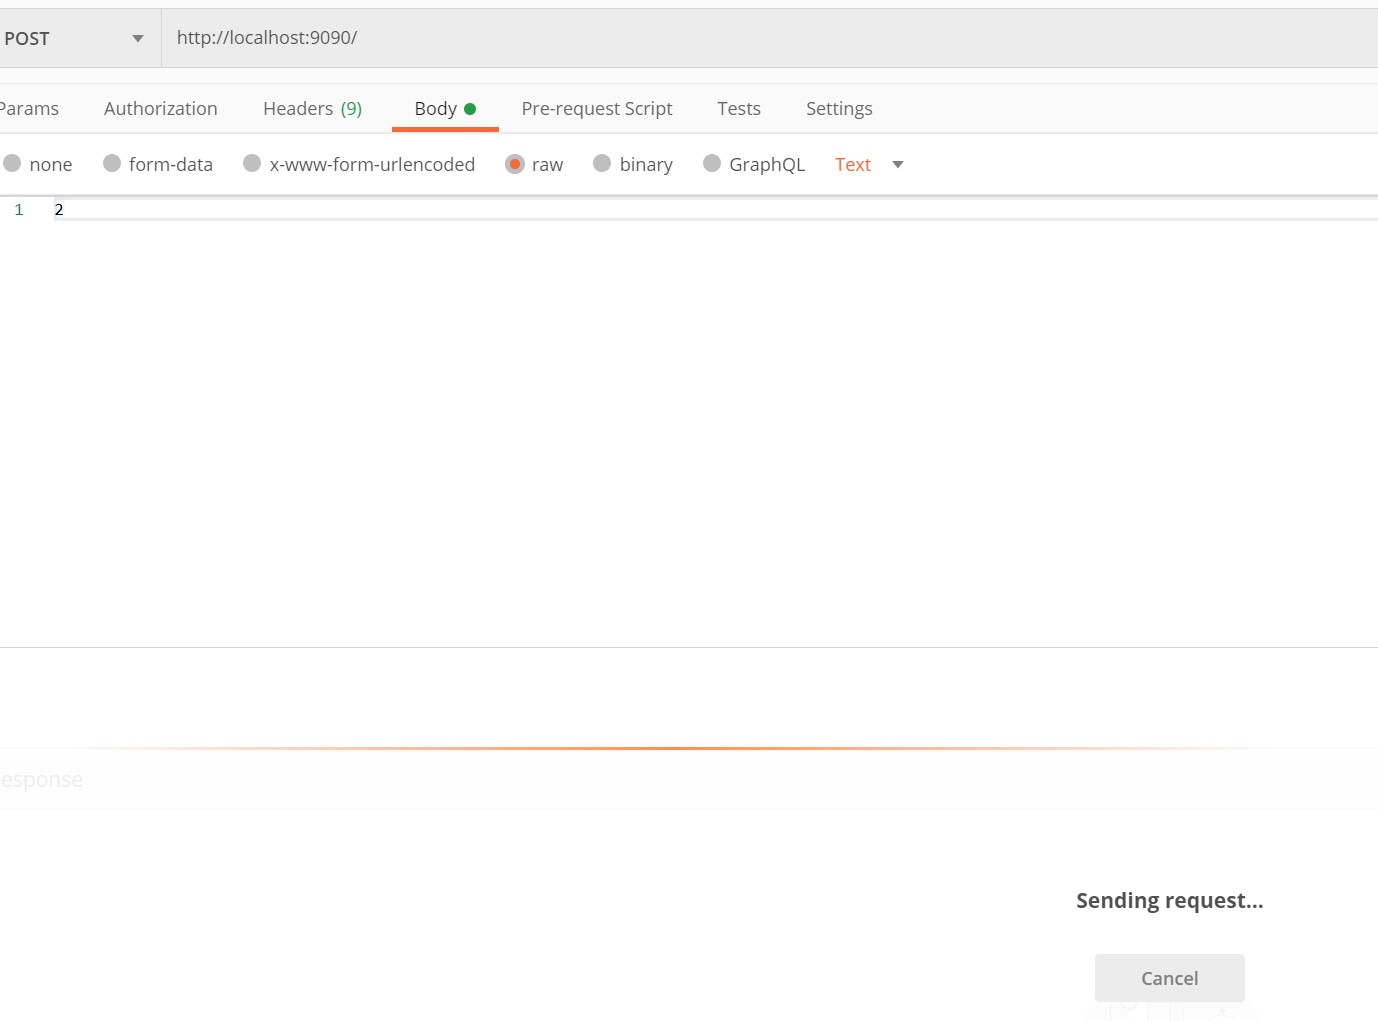 POST http://localhost:9090/
Params Authorization Headers (9) Body Pre-request Script Tests Settings
none form-data x-www-form-urlencoded raw binary GraphQL Text
1 2
esponse
Sending request...
Cancel